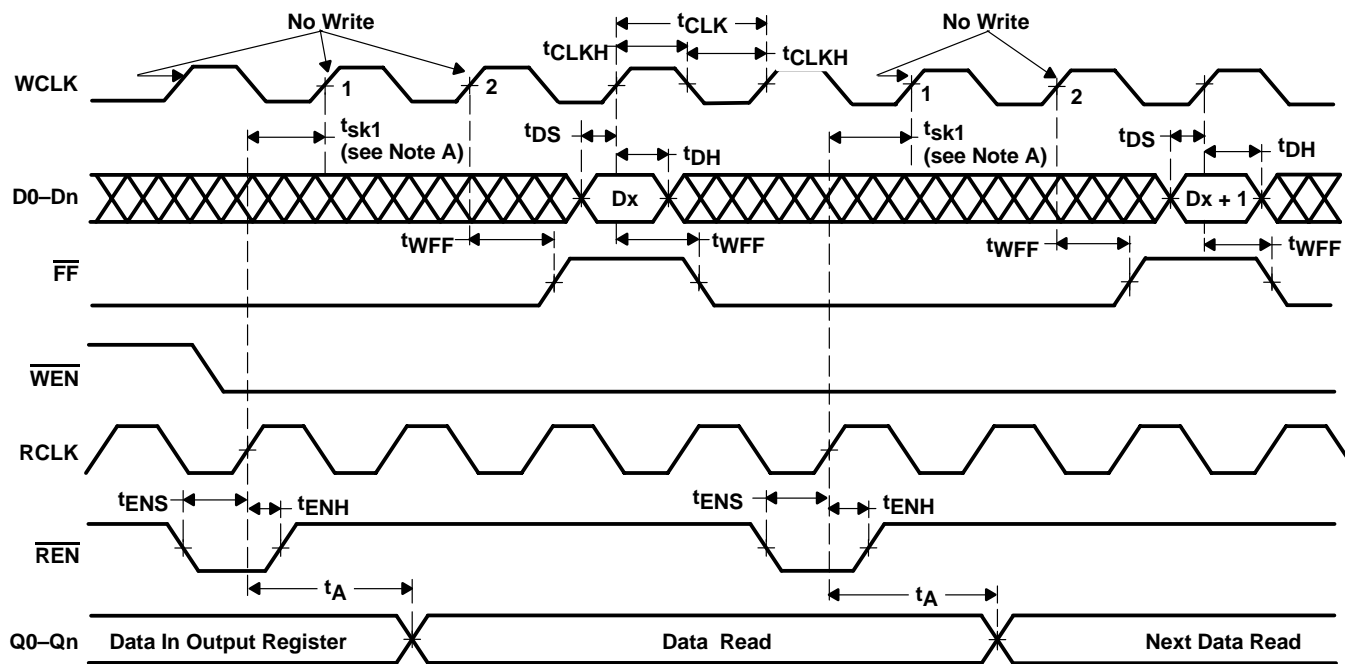 No Write
tCLK
No Write
tCLKH
tCLKH
WCLK
1
2
1
2
tsk1
(see Note A)
tDS
tDH
tsk1
(see Note A)
tDS
tDH
D0–Dn
Dx
Dx + 1
tWFF
tWFF
tWFF
tWFF
FF
WEN
RCLK
tENS
tENH
tENS
tENH
REN
tA
tA
Q0–Qn
Data In Output Register
Data Read
Next Data Read